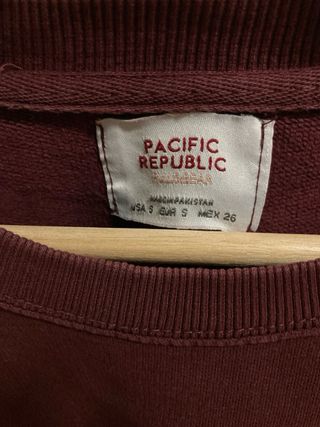 PACIFIC
REPUBLIC
MADE IN PAKISTAN
USA S EUR S MEX 26